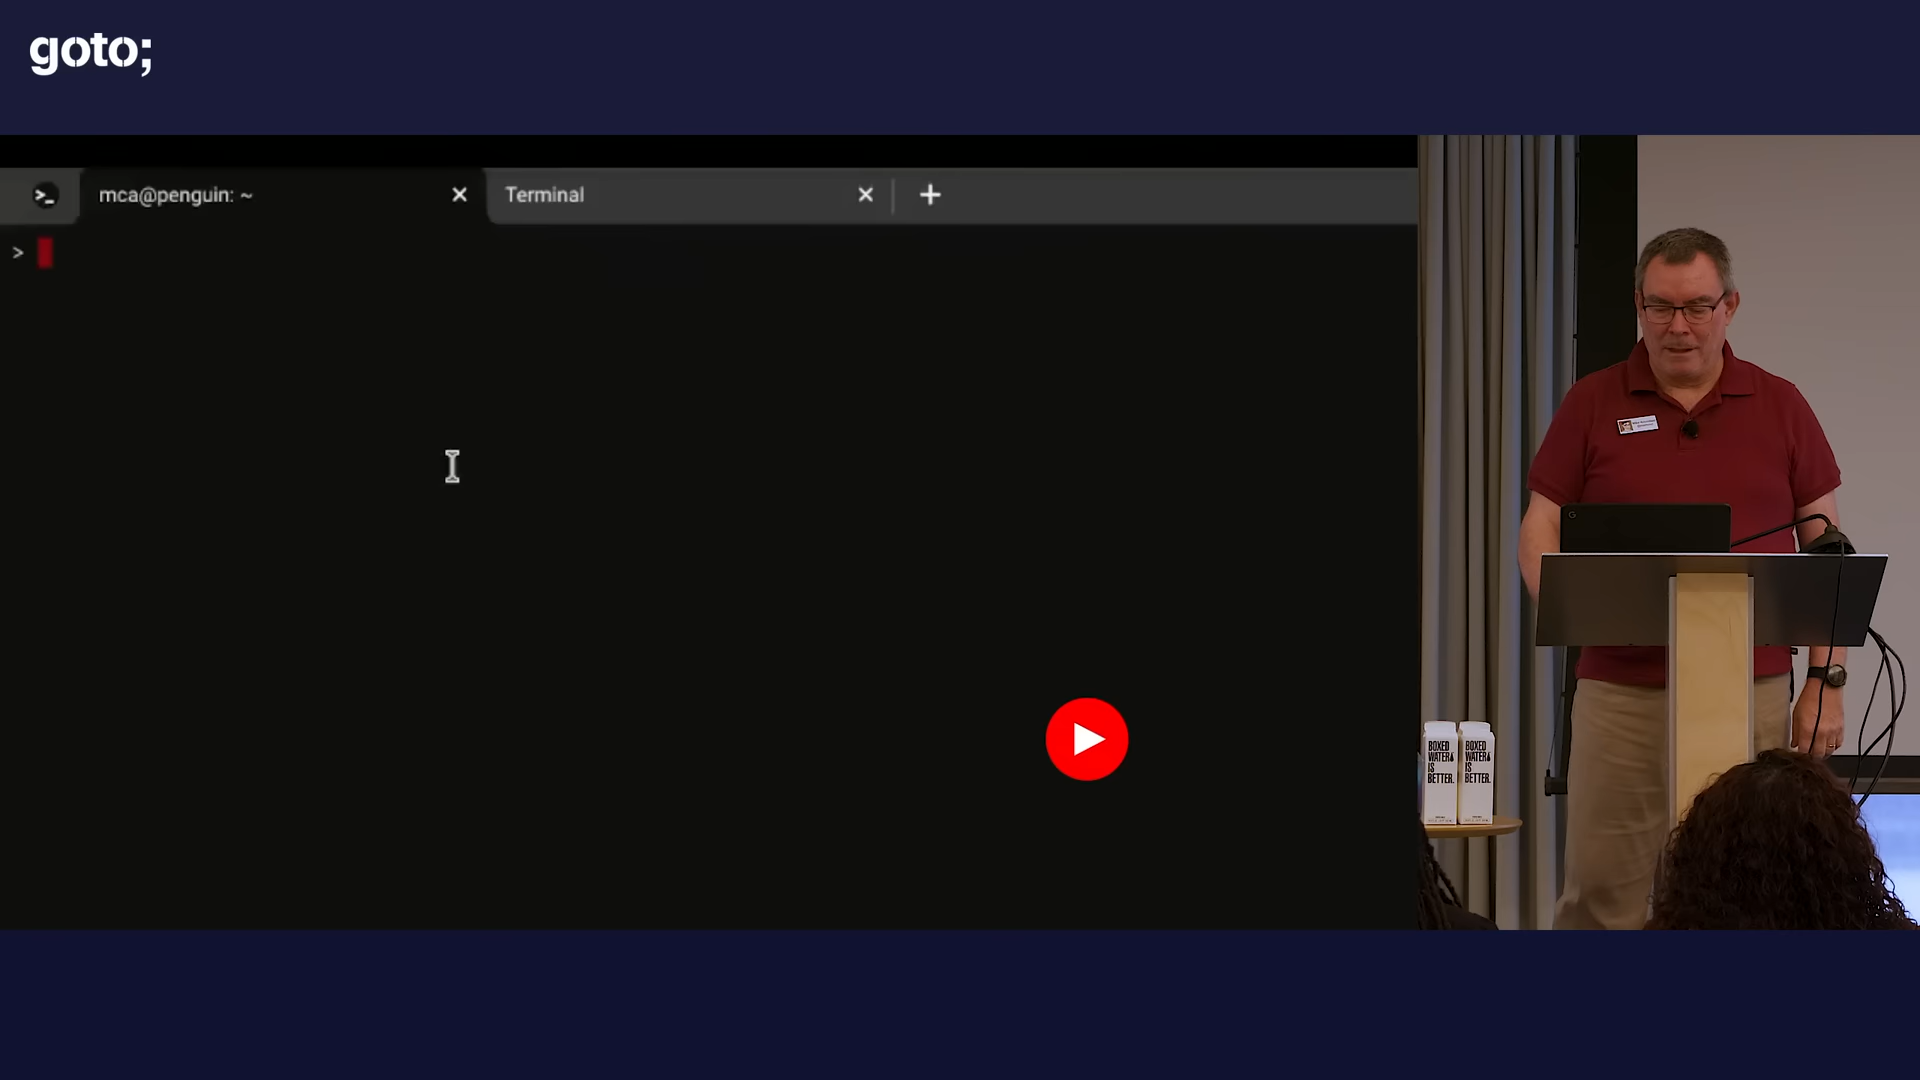 goto;
mca@penguin: ~
Terminal
>
G
BOXED
WATER
IS
BETTER.
BOXED
WATER
IS
BETTER.